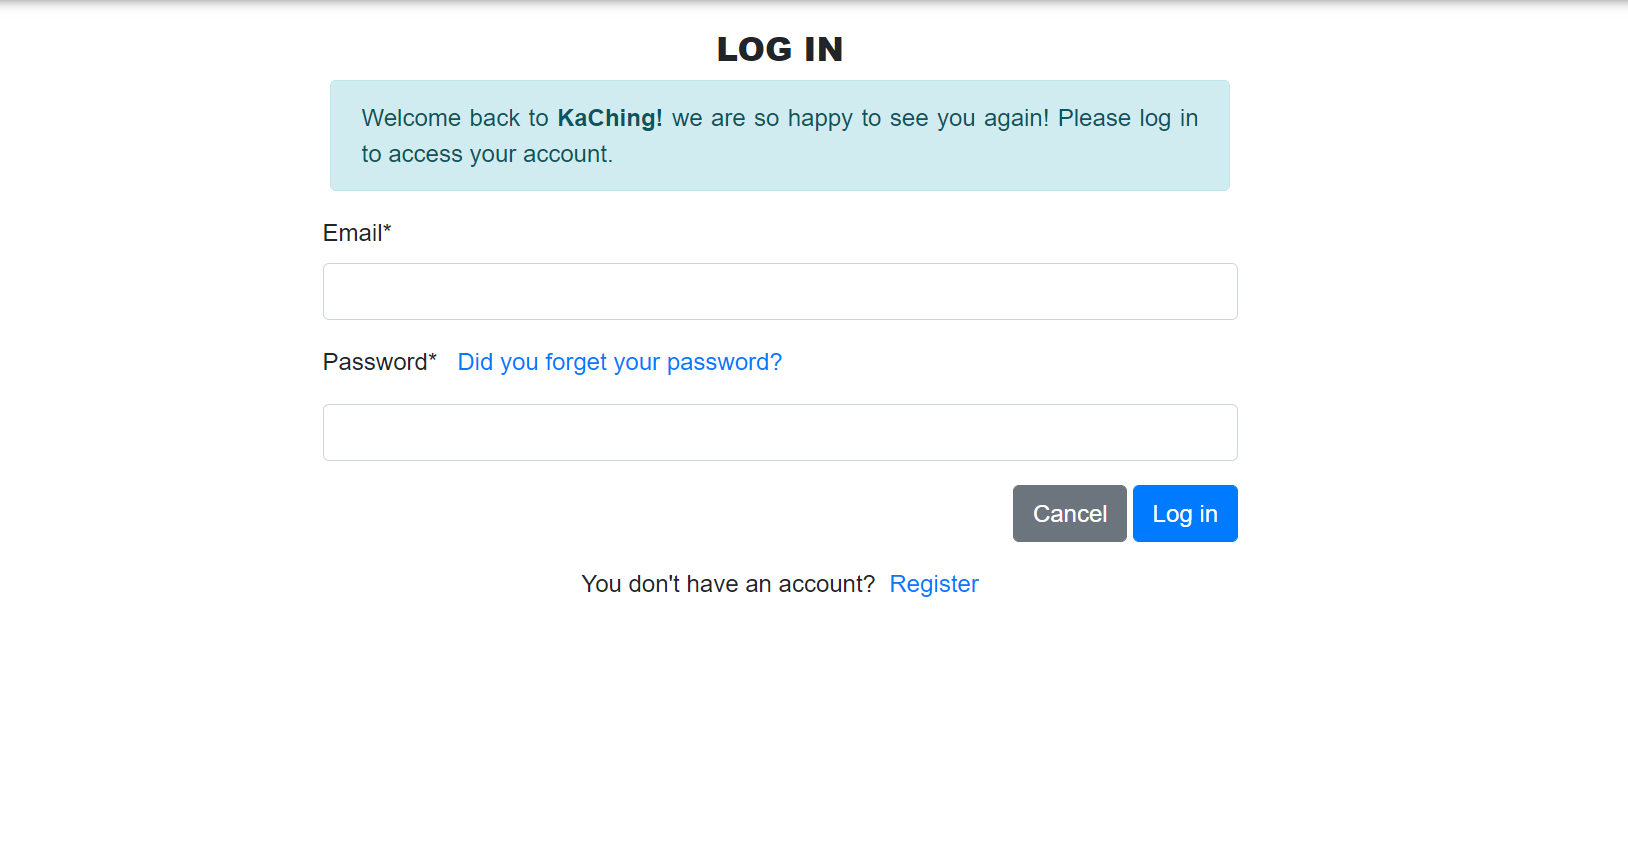 LOG IN
Welcome back to KaChing! we are so happy to see you again! Please log in
to access your account.
Email*
Password* Did you forget your password?
Cancel Log in
You don't have an account? Register